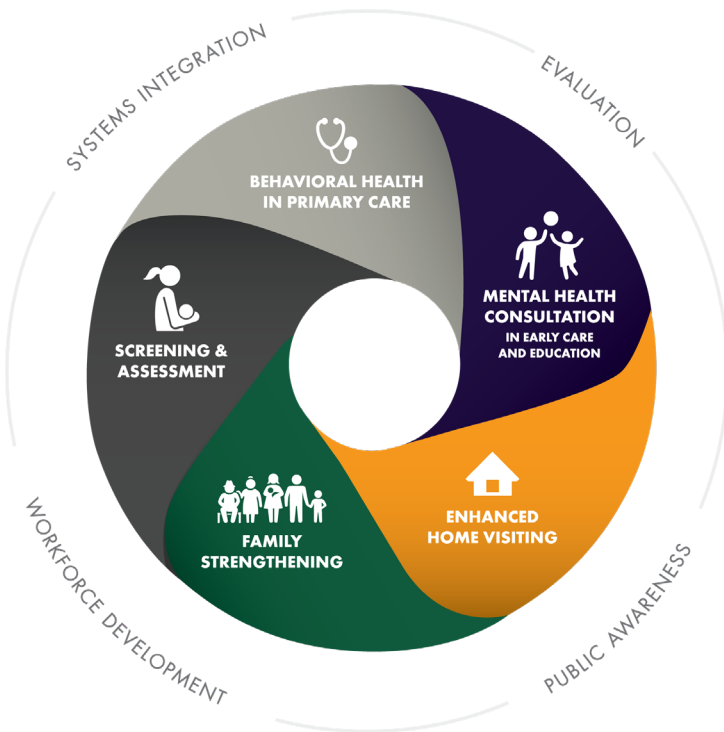 SYSTEMS INTEGRATION
EVALUATION
BEHAVIORAL HEALTH
IN PRIMARY CARE
MENTAL HEALTH
CONSULTATION
IN EARLY CARE
AND EDUCATION
SCREENING &
ASSESSMENT
ENHANCED
HOME VISITING
FAMILY
STRENGTHENING
WORKFORCE DEVELOPMENT
PUBLIC AWARENESS